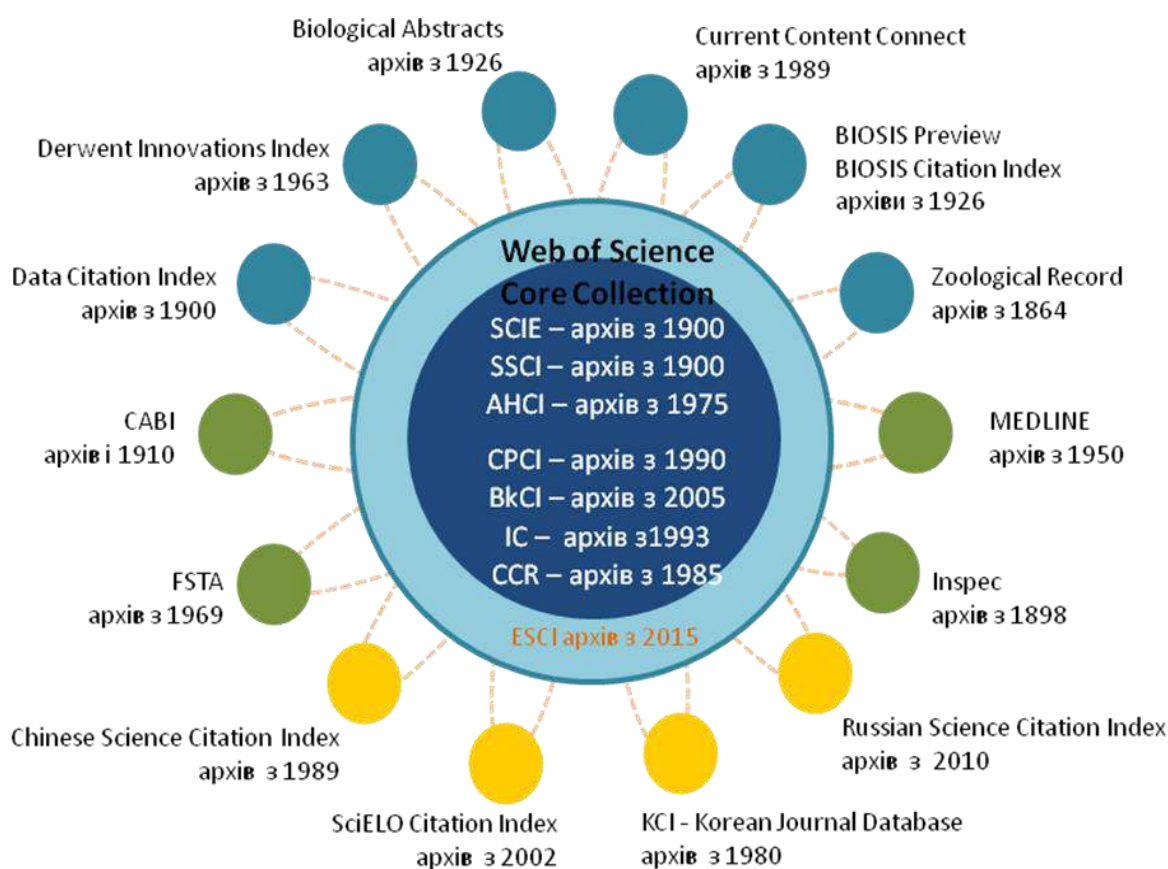 Biological Abstracts
архів з 1926
Current Content Connect
архів з 1989
Derwent Innovations Index
архів з 1963
BIOSIS Preview
BIOSIS Citation Index
архіви з 1926
Data Citation Index
архів з 1900
Zoological Record
архів з 1864
Web of Science
Core Collection
SCIE – архів з 1900
SSCI – архів з 1900
AHCI – архів з 1975
CPCI – архів з 1990
BkCI – архів з 2005
IC – архів з1993
CCR – архів з 1985
ESCI архів з 2015
CABI
архів і 1910
MEDLINE
архів з 1950
FSTA
архів з 1969
Inspec
архів з 1898
Chinese Science Citation Index
архів з 1989
Russian Science Citation Index
архів з 2010
SciELO Citation Index
архів з 2002
KCI - Korean Journal Database
архів з 1980